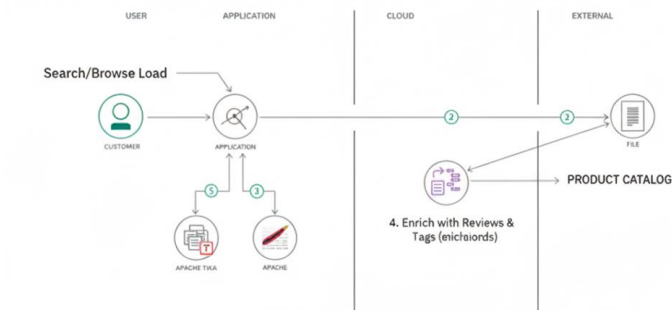 USER
APPLICATION
CLOUD
EXTERNAL
Search/Browse Load
CUSTOMER
APPLICATION
2
2
FILE
PRODUCT CATALOG
5
3
4. Enrich with Reviews &
Tags (
T
APACHE TIKA
APACHE